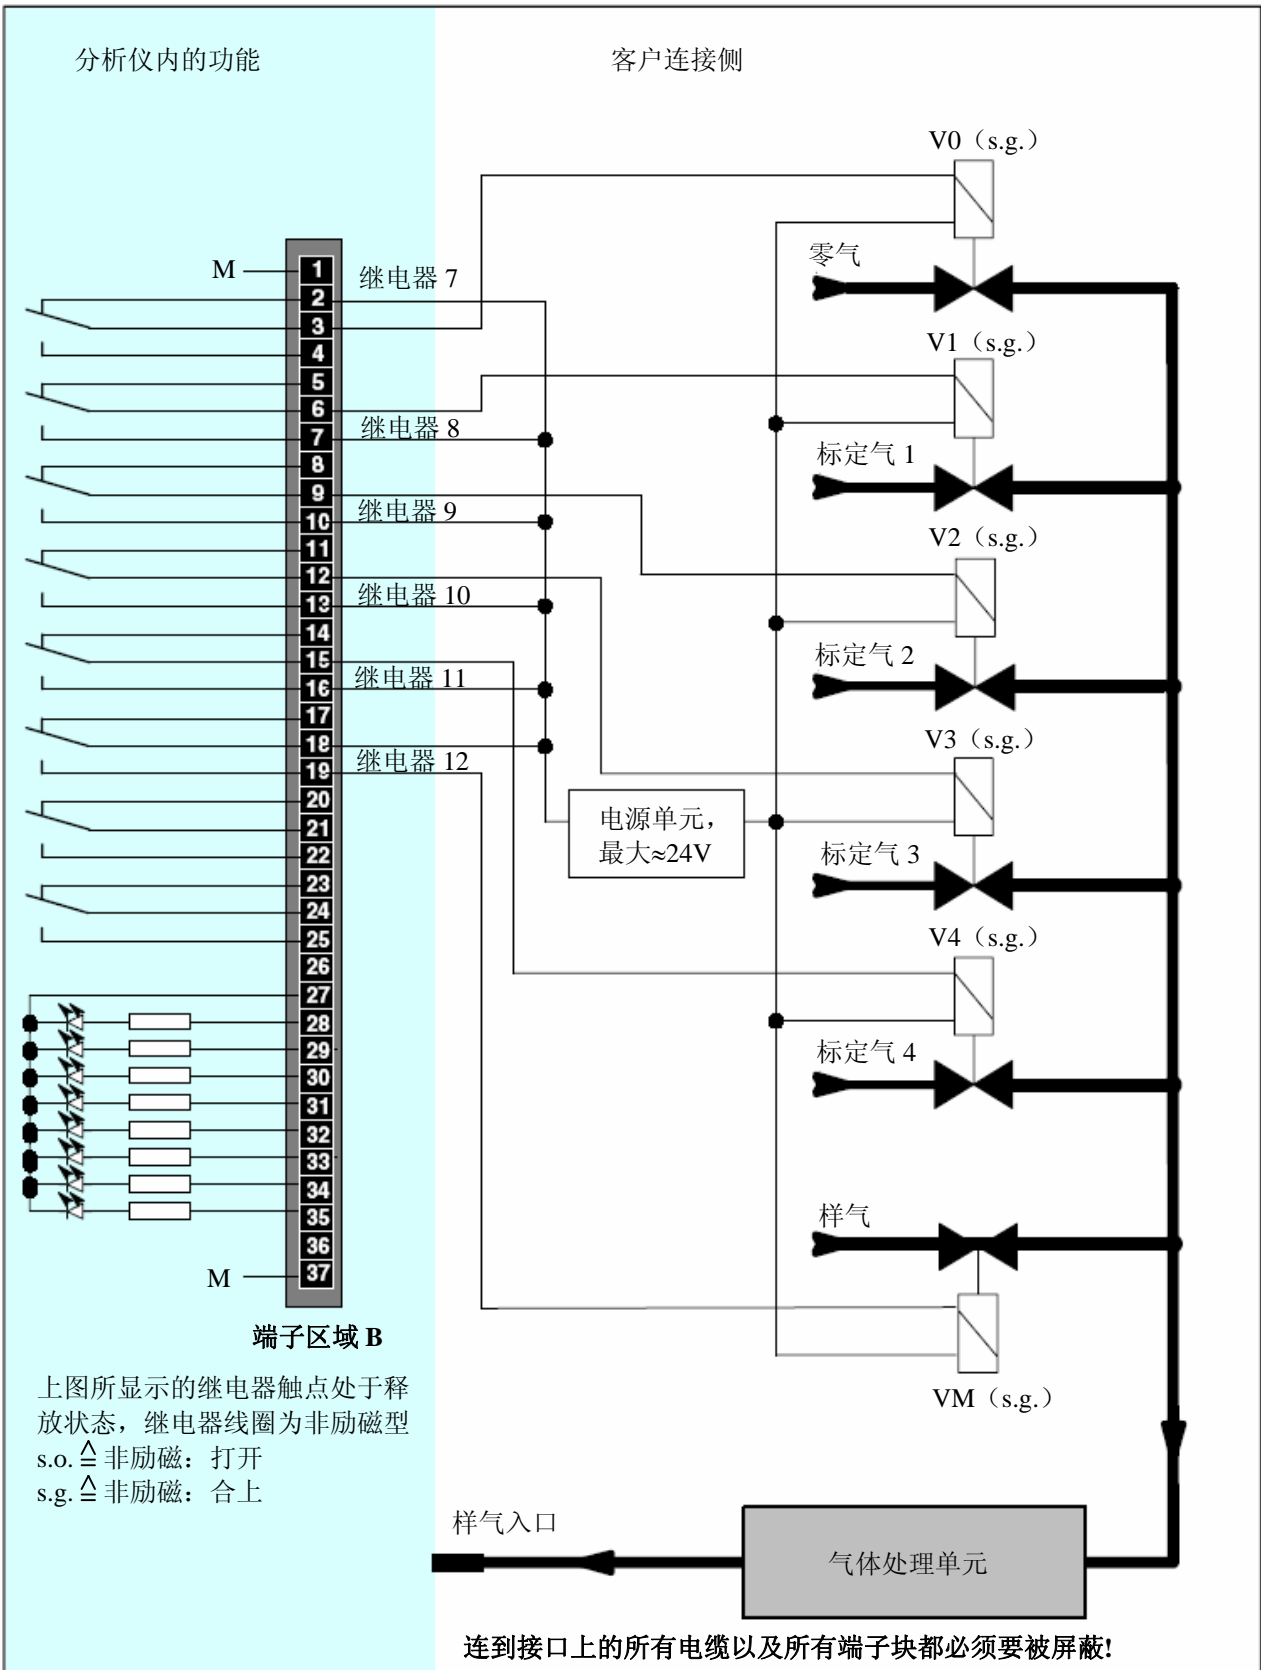 分析仪内的功能
客户连接侧
V0（s.g.）
零气
M
1
继电器 7
2
3
4
V1（s.g.）
5
6
7
继电器 8
标定气 1
8
9
10
继电器 9
V2（s.g.）
11
12
13
继电器 10
14
15
标定气 2
16
继电器 11
17
18
V3（s.g.）
19
继电器 12
20
电源单元，
最大≈24V
21
22
标定气 3
23
24
25
V4（s.g.）
26
27
28
29
标定气 4
30
31
32
33
34
35
样气
36
M
37
端子区域 B
上图所显示的继电器触点处于释
放状态，继电器线圈为非励磁型
s.o. ≙ 非励磁：打开
s.g. ≙ 非励磁：合上
VM（s.g.）
样气入口
气体处理单元
连到接口上的所有电缆以及所有端子块都必须要被屏蔽!